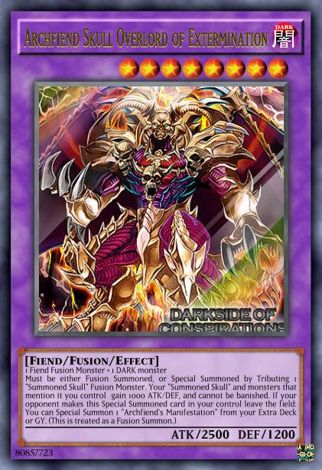 Archfiend Skull Overlord of Extermination
DARK
闇
DARKSIDE OF
CONSPIRATIONS
[Fiend/Fusion/Effect]
1 Fiend Fusion Monster + 1 DARK monster
Must be either Fusion Summoned, or Special Summoned by Tributing 1
"Summoned Skull" Fusion Monster. Your "Summoned Skull" and monsters that
mention it you control gain 1000 ATK/DEF, and cannot be banished. If your
opponent makes this Special Summoned card in your control leave the field:
You can Special Summon 1 "Archfiend's Manifestation" from your Extra Deck
or GY. (This is treated as a Fusion Summon.)
ATK/2500 DEF/1200
80857723